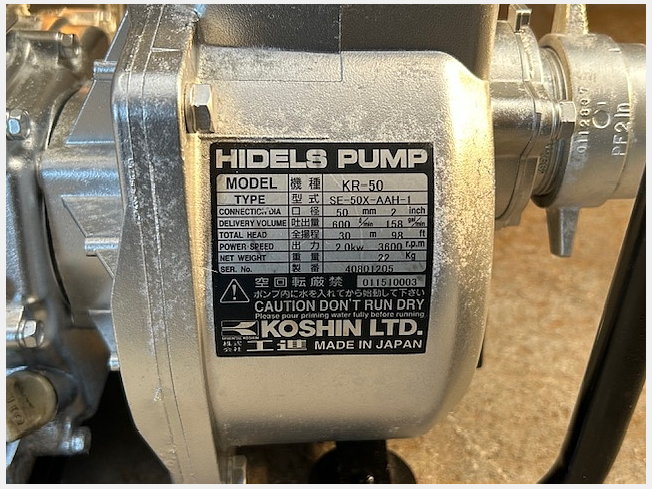 HIDELS PUMP
MODEL 機種 KR-50
TYPE 型式 SE-50X-AAH-1
CONNECTION DIA 口径 50 mm 2 inch
DELIVERY VOLUME 吐出量 600 ℓ/min 158 gal/min
TOTAL HEAD 全揚程 30 m 98 ft
POWER-SPEED 出力 2.0kw 3600 r.p.m
NET WEIGHT 重量 22 Kg
SER. No. 製番 40801205
空回転厳禁 011510003
ポンプ内に水を入れてから始動して下さい
CAUTION DON'T RUN DRY
Please pour priming water fully before running
KOSHIN LTD.
株式会社 工進 MADE IN JAPAN
PF2In